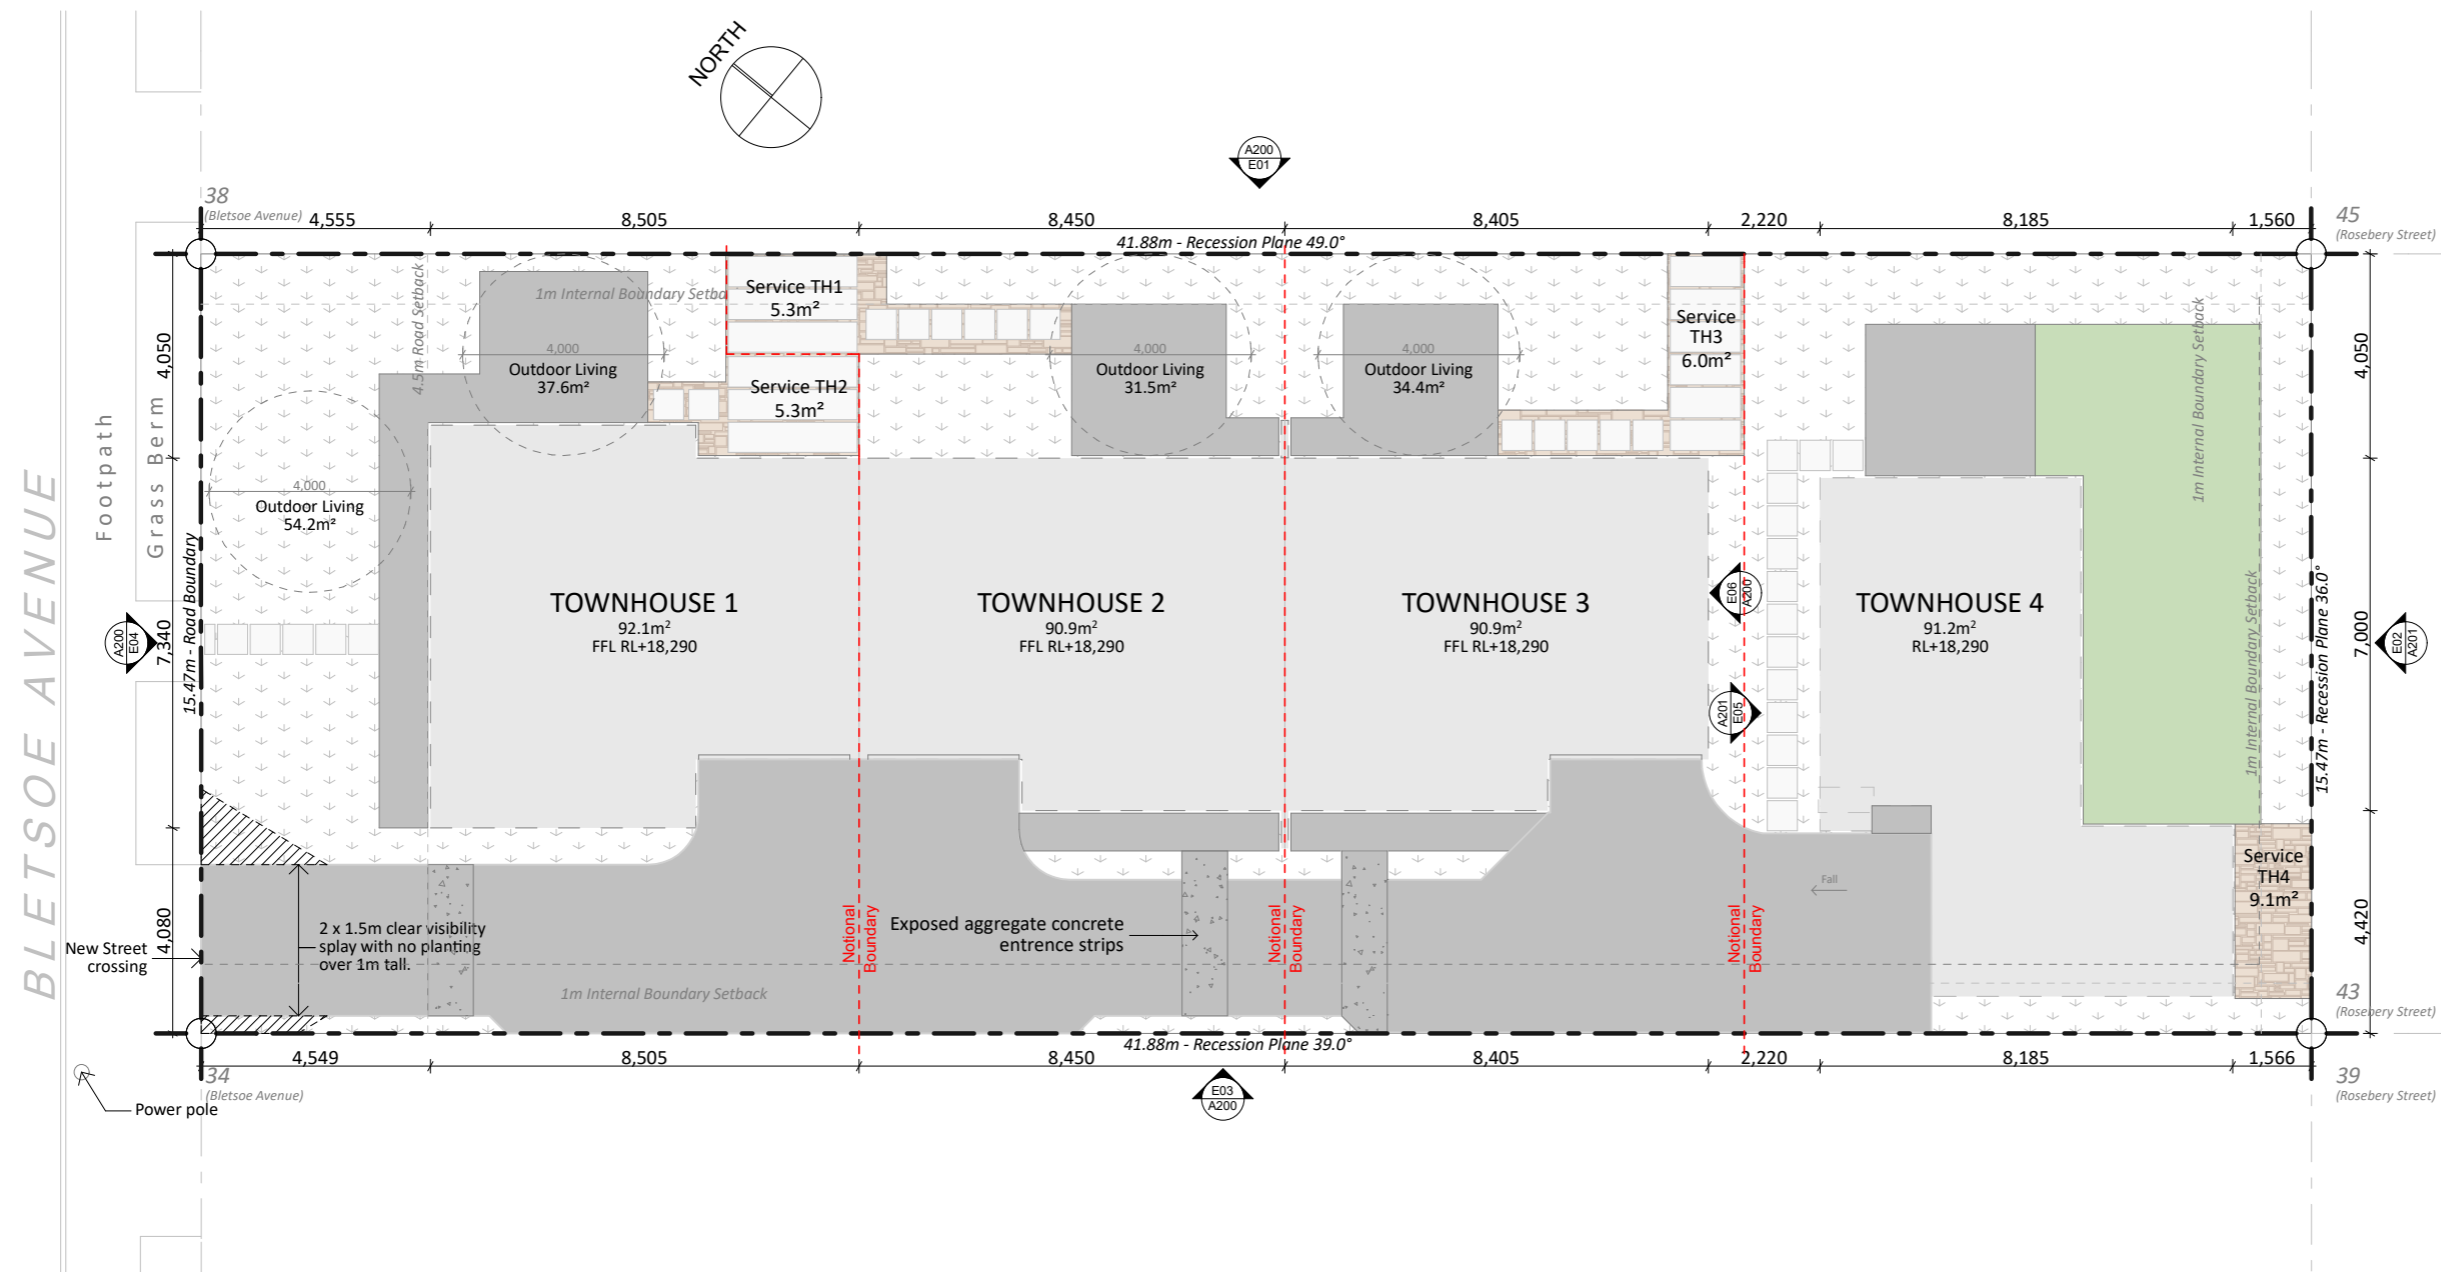 NORTH
A200
E01
38
(Bletsoe Avenue)
4,555
8,505
8,450
8,405
2,220
8,185
1,560
45
(Rosebery Street)
41.88m - Recession Plane 49.0°
4.5m Road Setback
1m Internal Boundary Setba
Service TH1
5.3m²
Service TH2
5.3m²
Service
TH3
6.0m²
4,000
Outdoor Living
37.6m²
4,000
Outdoor Living
31.5m²
4,000
Outdoor Living
34.4m²
4,000
Outdoor Living
54.2m²
4,050
7,340
4,080
4,050
7,000
4,420
1m Internal Boundary Setback
1m Internal Boundary Setback
BLETSOE AVENUE
Footpath
Grass Berm
15.47m - Road Boundary
15.47m - Recession Plane 36.0°
A200
E04
E06
A200
A201
E05
E02
A201
TOWNHOUSE 1
92.1m²
FFL RL+18,290
TOWNHOUSE 2
90.9m²
FFL RL+18,290
TOWNHOUSE 3
90.9m²
FFL RL+18,290
TOWNHOUSE 4
91.2m²
RL+18,290
Fall
Service
TH4
9.1m²
New Street
crossing
2 x 1.5m clear visibility
splay with no planting
over 1m tall.
Exposed aggregate concrete
entrence strips
Notional
Boundary
Notional
Boundary
Notional
Boundary
1m Internal Boundary Setback
43
(Rosebery Street)
41.88m - Recession Plane 39.0°
4,549
8,505
8,450
8,405
2,220
8,185
1,566
34
(Bletsoe Avenue)
39
(Rosebery Street)
Power pole
E03
A200